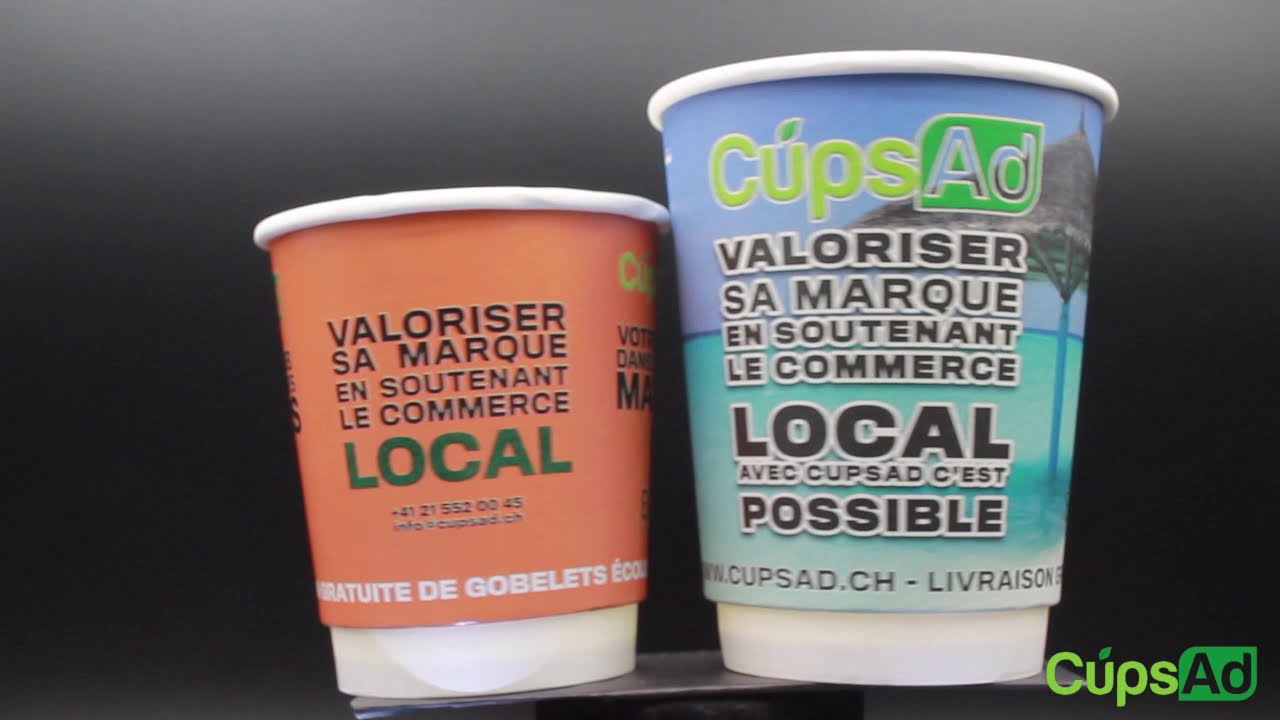 VALORISER
SA MARQUE
EN SOUTENANT
LE COMMERCE
LOCAL
+41 21 552 00 45
info@cupsad.ch
GRATUITE DE GOBELETS
CúpsAd
VALORISER
SA MARQUE
EN SOUTENANT
LE COMMERCE
LOCAL
AVEC CUPSAD C'EST
POSSIBLE
WWW.CUPSAD.CH - LIVRAISON
CúpsAd